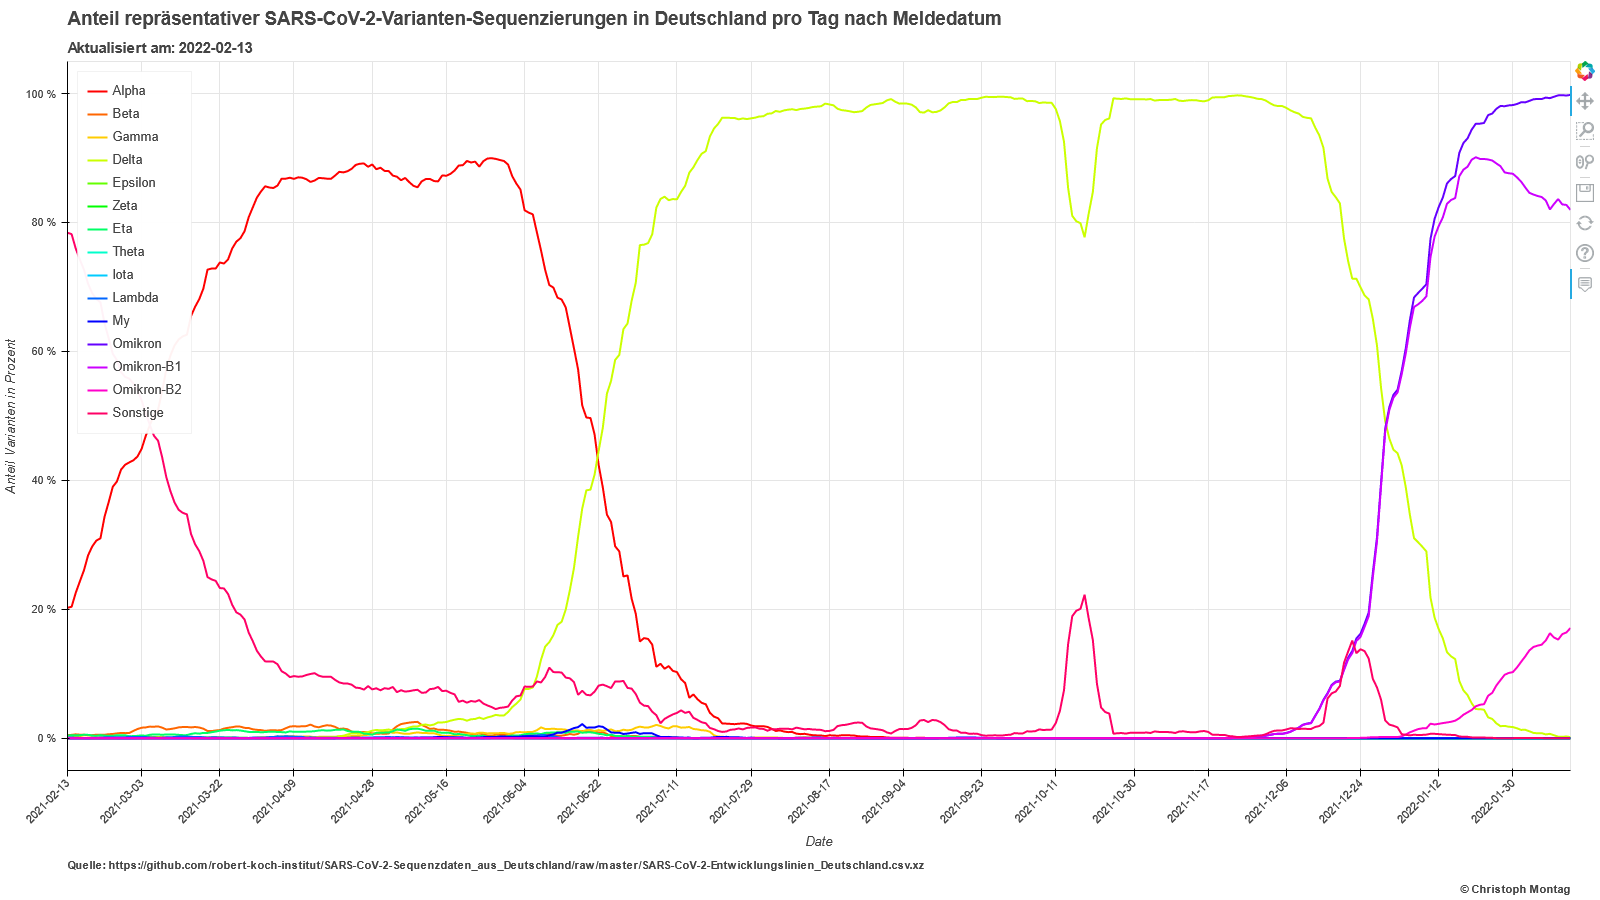 Anteil repräsentativer SARS-CoV-2-Varianten-Sequenzierungen in Deutschland pro Tag nach Meldedatum
Aktualisiert am: 2022-02-13
Alpha
Beta
Gamma
Delta
Epsilon
Zeta
Eta
Theta
Iota
Lambda
My
Omikron
Omikron-B1
Omikron-B2
Sonstige
100 %
80 %
60 %
40 %
20 %
0 %
Anteil Varianten in Prozent
2021-02-13
2021-03-03
2021-03-22
2021-04-09
2021-04-28
2021-05-16
2021-06-04
2021-06-22
2021-07-11
2021-07-29
2021-08-17
2021-09-04
2021-09-23
2021-10-11
2021-10-30
2021-11-17
2021-12-06
2021-12-24
2022-01-12
2022-01-30
Date
Quelle: https://github.com/robert-koch-institut/SARS-CoV-2-Sequenzdaten_aus_Deutschland/raw/master/SARS-CoV-2-Entwicklungslinien_Deutschland.csv.xz
© Christoph Montag